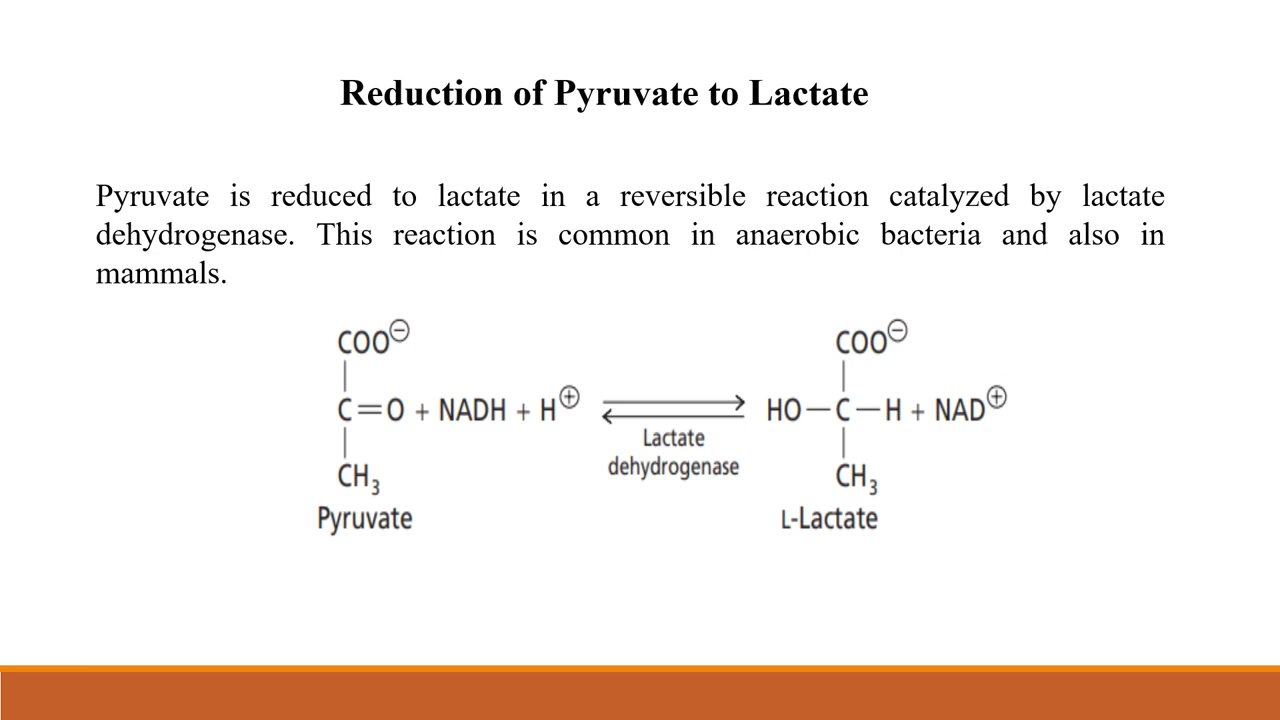 Reduction of Pyruvate to Lactate
Pyruvate is reduced to lactate in a reversible reaction catalyzed by lactate
dehydrogenase. This reaction is common in anaerobic bacteria and also in
mammals.
COO⊖ COO⊖
C=O + NADH + H⊕ HO—C—H + NAD⊕
Lactate
dehydrogenase
CH₃ CH₃
Pyruvate L-Lactate